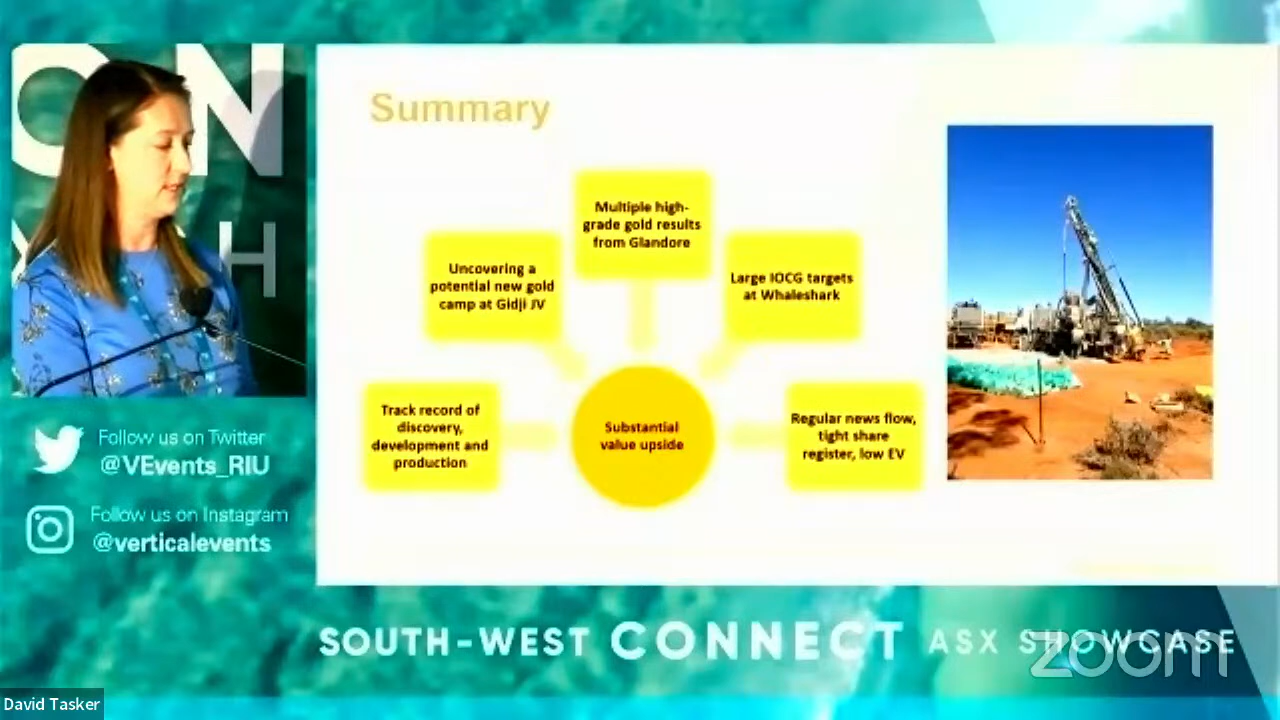 ON
H
Follow us on Twitter
@VEvents_RIU
Follow us on Instagram
@verticalevents
Summary
Multiple high-
grade gold results
from Glandore
Uncovering a
potential new gold
camp at Gidji JV
Large IOCG targets
at Whaleshark
Track record of
discovery,
development and
production
Substantial
value upside
Regular news flow,
tight share
register, low EV
SOUTH-WEST CONNECT ASX SHOWCASE
zoom
David Tasker